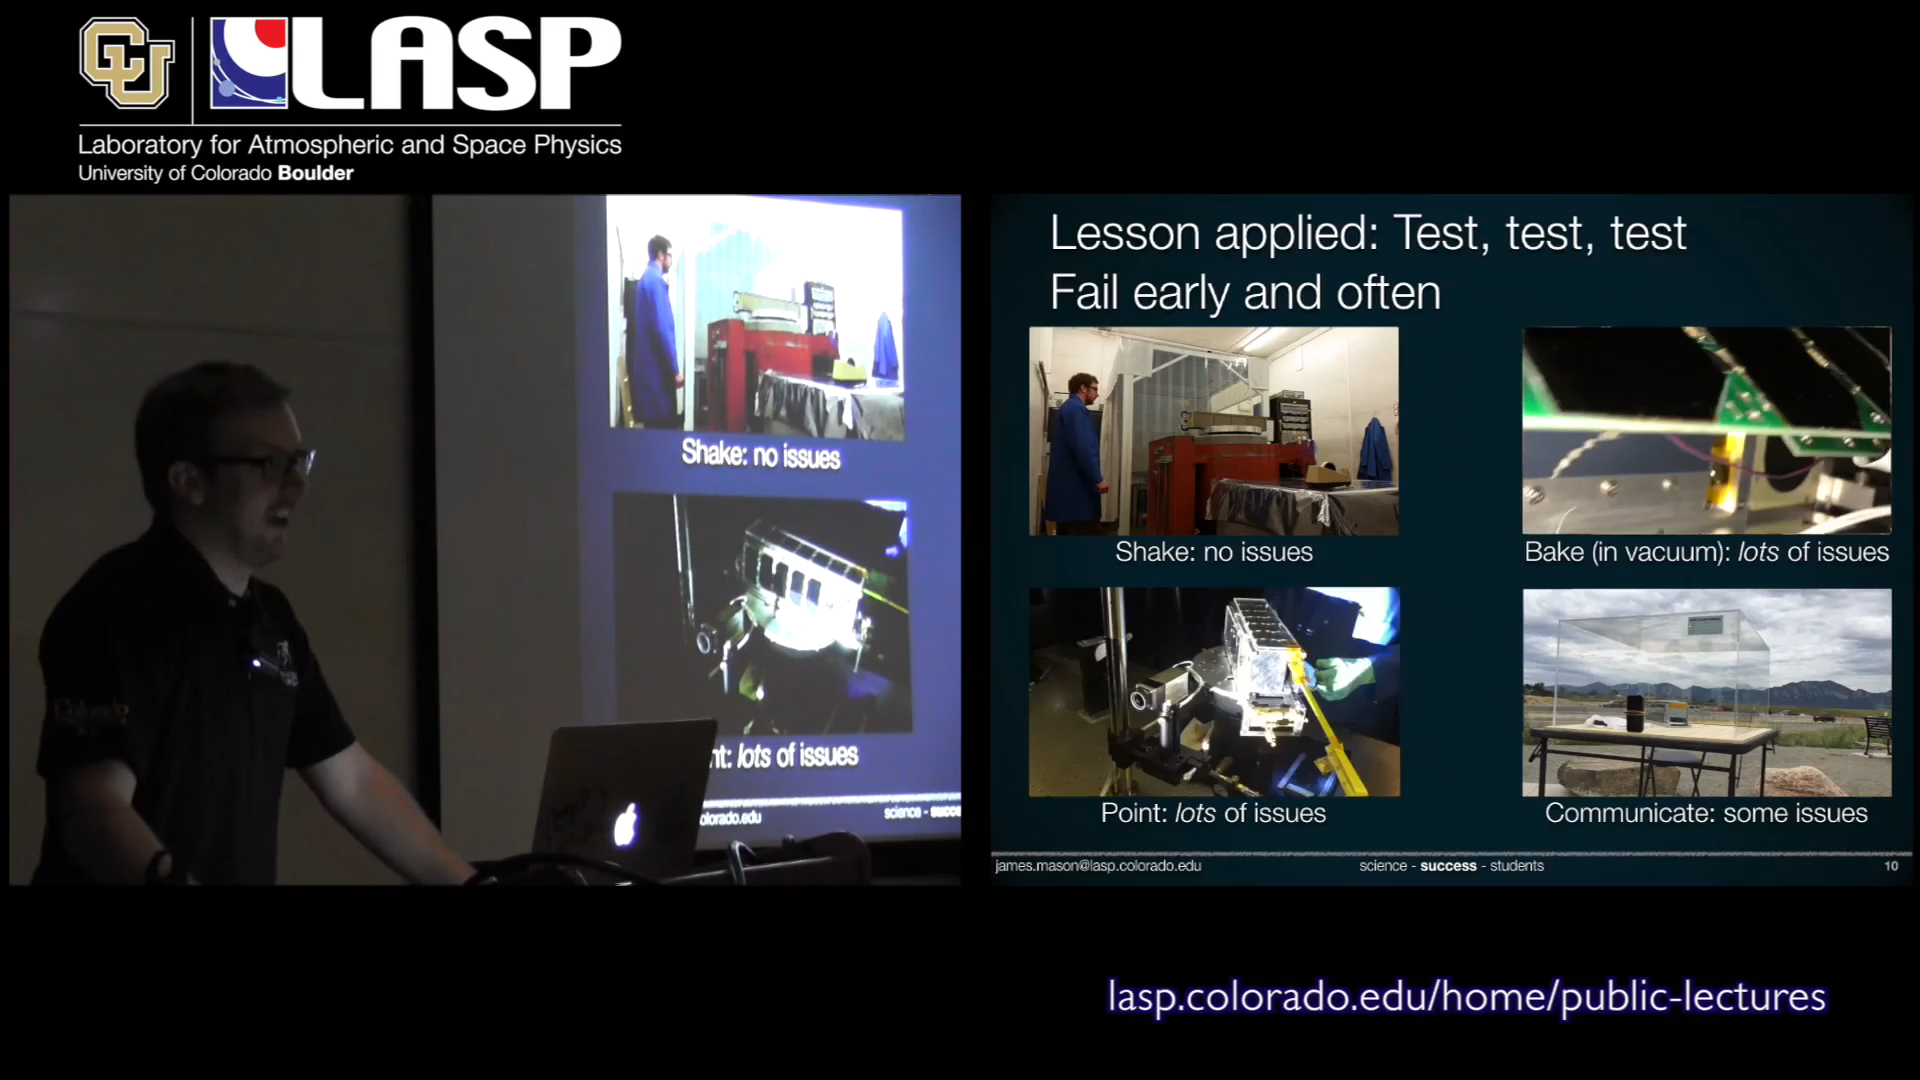 CU
LASP
Laboratory for Atmospheric and Space Physics
University of Colorado Boulder
Shake: no issues
nt: lots of issues
olorado.edu
science - succe
Colorado
Lesson applied: Test, test, test
Fail early and often
Shake: no issues
Bake (in vacuum): lots of issues
Point: lots of issues
Communicate: some issues
james.mason@lasp.colorado.edu
science - success - students
10
lasp.colorado.edu/home/public-lectures